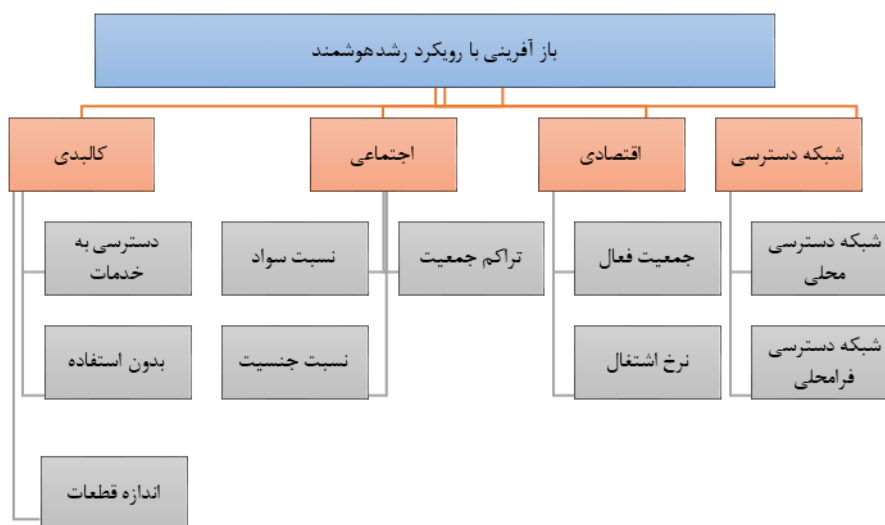 باز آفرینی با رویکرد رشدهوشمند
شبکه دسترسی
اقتصادی
اجتماعی
کالبدی
شبکه دسترسی
محلی
جمعیت فعال
تراکم جمعیت
نسبت سواد
دسترسی به
خدمات
شبکه دسترسی
فرامحلی
نرخ اشتغال
نسبت جنسیت
بدون استفاده
اندازه قطعات